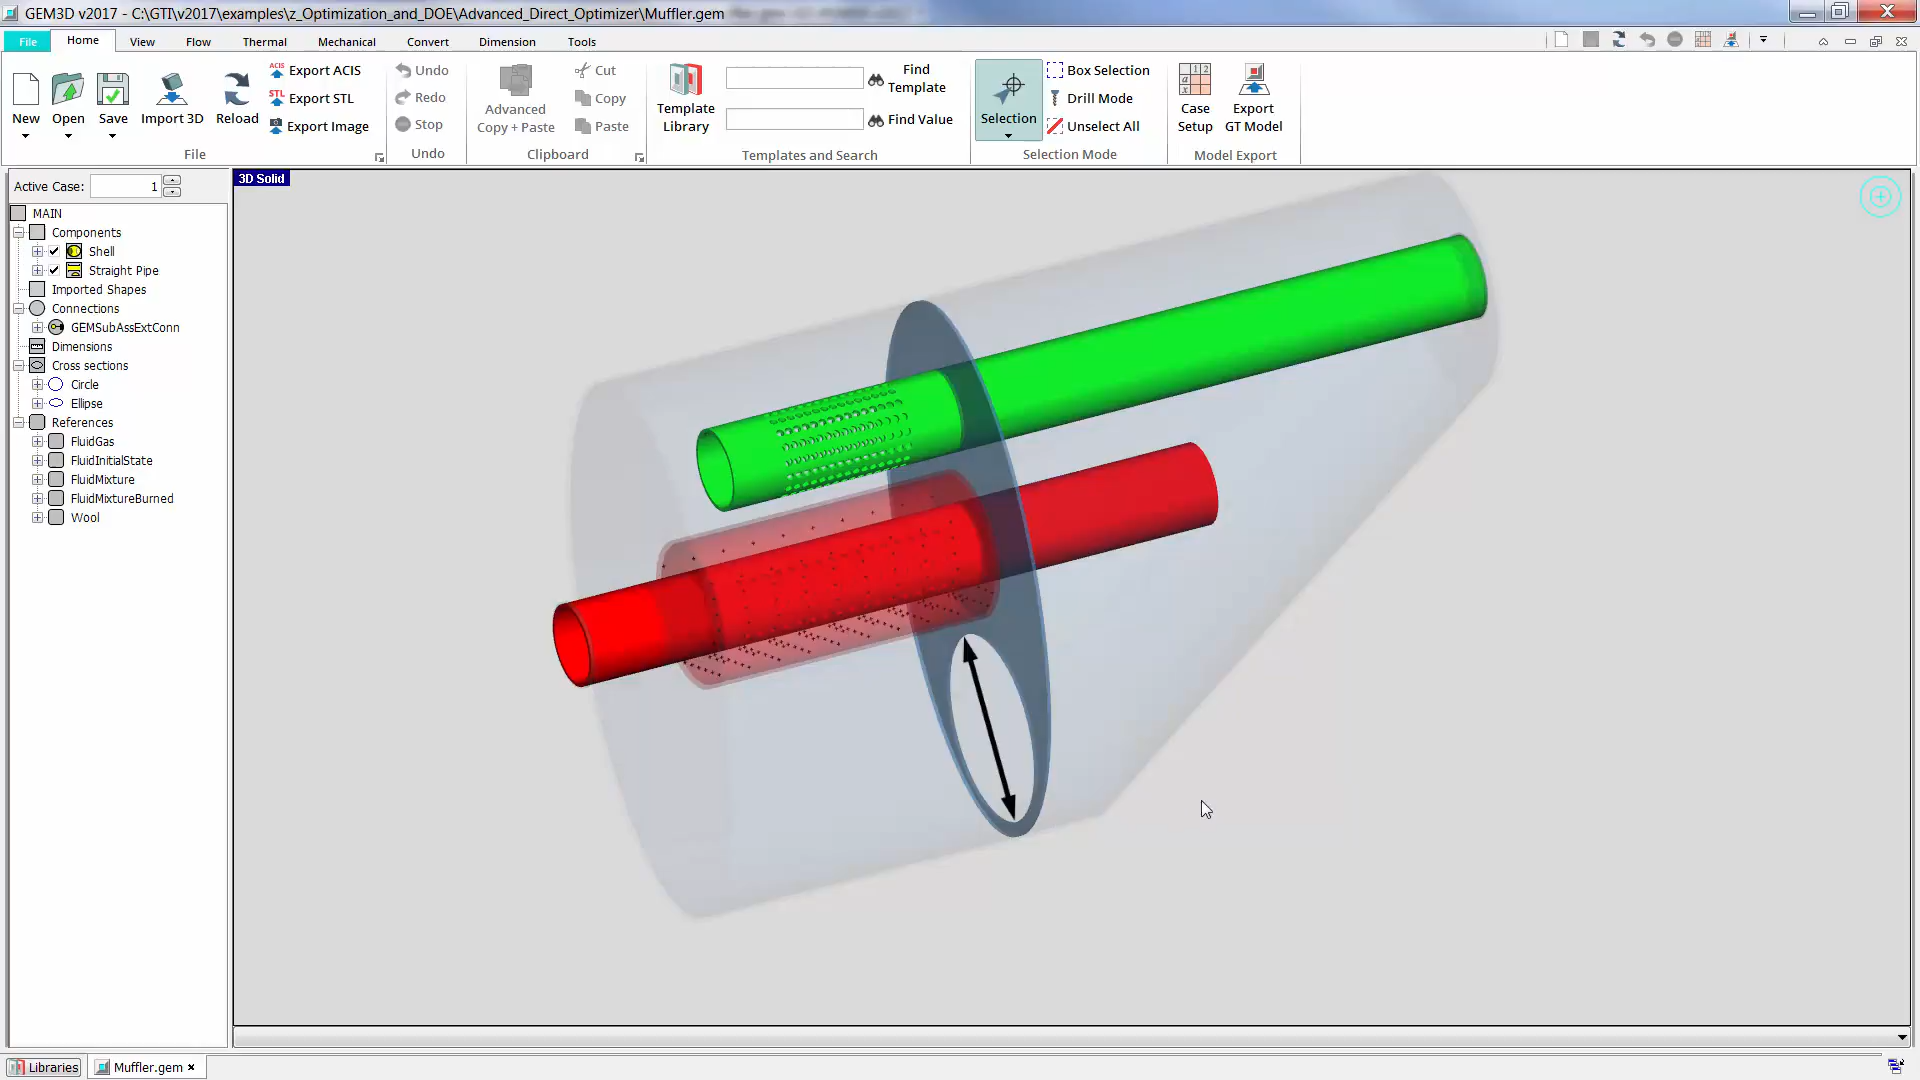 GEM3D v2017 - C:\GTI\v2017\examples\z_Optimization_and_DOE\Advanced_Direct_Optimizer\Muffler.gem
File Home View Flow Thermal Mechanical Convert Dimension Tools
New Open Save Import 3D Reload
Export ACIS
Export STL
Export Image
File
Undo
Redo
Stop
Undo
Advanced
Copy + Paste
Cut
Copy
Paste
Clipboard
Template
Library
Find
Template
Find Value
Templates and Search
Selection
Box Selection
Drill Mode
Unselect All
Selection Mode
Case
Setup
Export
GT Model
Model Export
Active Case: 1
3D Solid
MAIN
Components
Shell
Straight Pipe
Imported Shapes
Connections
GEMSubAssExtConn
Dimensions
Cross sections
Circle
Ellipse
References
FluidGas
FluidInitialState
FluidMixture
FluidMixtureBurned
Wool
Libraries Muffler.gem